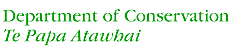 Department of Conservation
Te Papa Atawhai